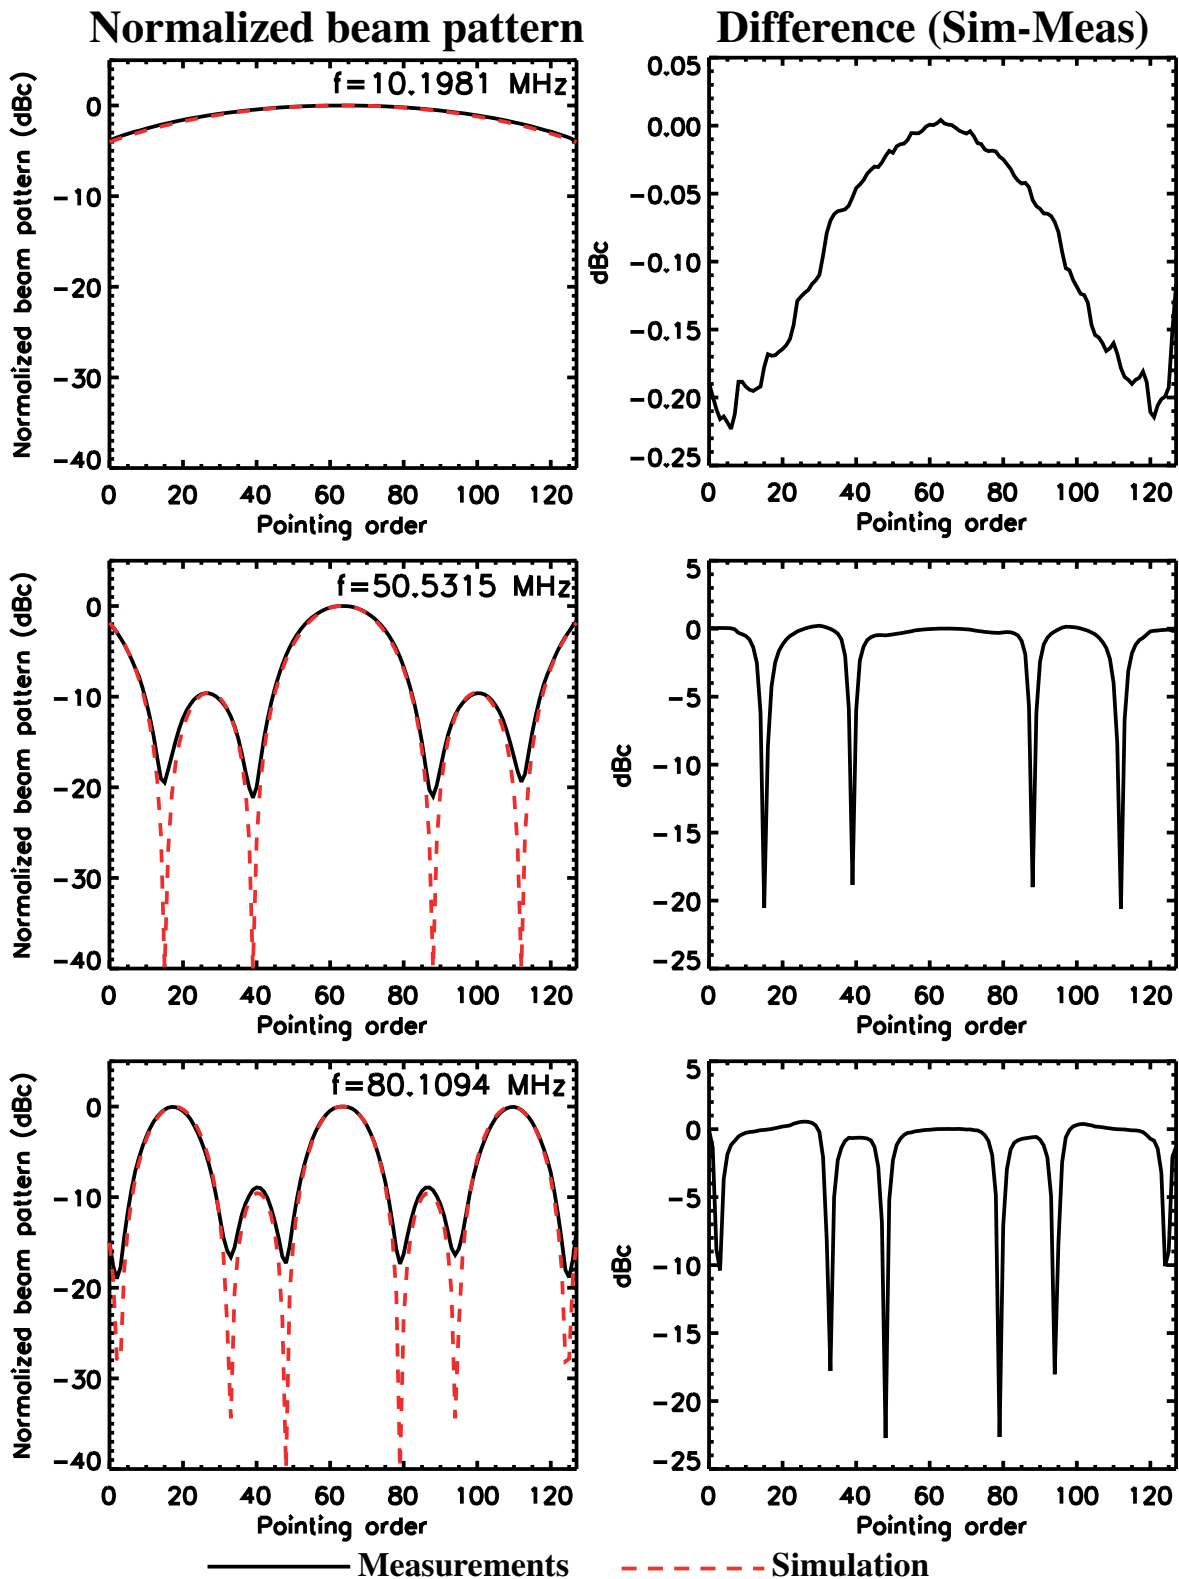 Normalized beam pattern
Difference (Sim-Meas)
f=10.1981 MHz
Normalized beam pattern (dBc)
0
−10
−20
−30
−40
0 20 40 60 80 100 120
Pointing order
dBc
0.05
0.00
−0.05
−0.10
−0.15
−0.20
−0.25
0 20 40 60 80 100 120
Pointing order
f=50.5315 MHz
Normalized beam pattern (dBc)
0
−10
−20
−30
−40
0 20 40 60 80 100 120
Pointing order
dBc
5
0
−5
−10
−15
−20
−25
0 20 40 60 80 100 120
Pointing order
f=80.1094 MHz
Normalized beam pattern (dBc)
0
−10
−20
−30
−40
0 20 40 60 80 100 120
Pointing order
dBc
5
0
−5
−10
−15
−20
−25
0 20 40 60 80 100 120
Pointing order
Measurements
Simulation